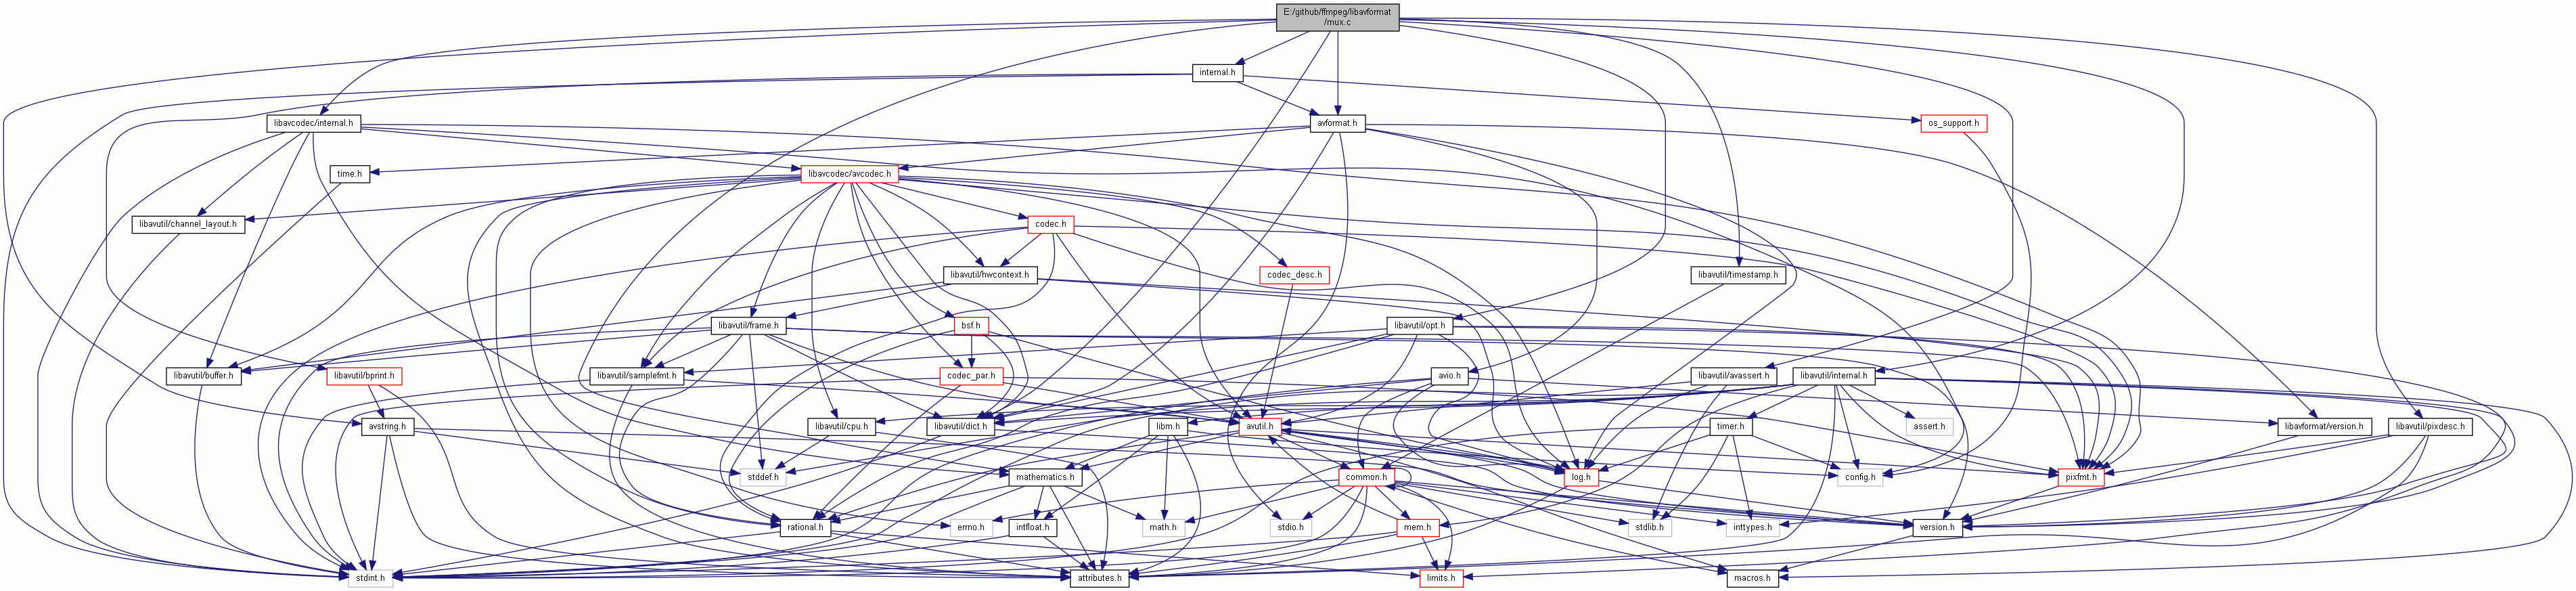 E:/github/ffmpeg/libavformat
/mux.c
internal.h
libavcodec/internal.h
avformat.h
os_support.h
time.h
libavcodec/avcodec.h
libavutil/channel_layout.h
codec.h
libavutil/hwcontext.h
codec_desc.h
libavutil/timestamp.h
libavutil/frame.h
bsf.h
libavutil/opt.h
libavutil/buffer.h
libavutil/bprint.h
libavutil/samplefmt.h
codec_par.h
avio.h
libavutil/avassert.h
libavutil/internal.h
avstring.h
libavutil/cpu.h
libavutil/dict.h
libm.h
avutil.h
timer.h
assert.h
libavformat/version.h
libavutil/pixdesc.h
stddef.h
mathematics.h
common.h
log.h
config.h
pixfmt.h
rational.h
errno.h
intfloat.h
math.h
stdio.h
mem.h
stdlib.h
inttypes.h
version.h
stdint.h
attributes.h
limits.h
macros.h